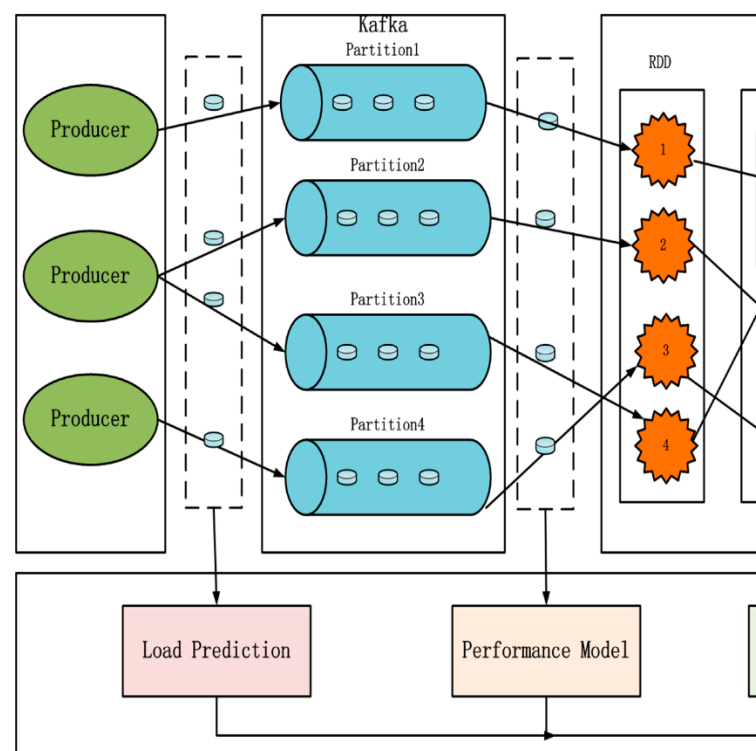 Kafka
Partition1
RDD
Producer
1
Partition2
2
Producer
Partition3
3
Producer
Partition4
4
Load Prediction
Performance Model